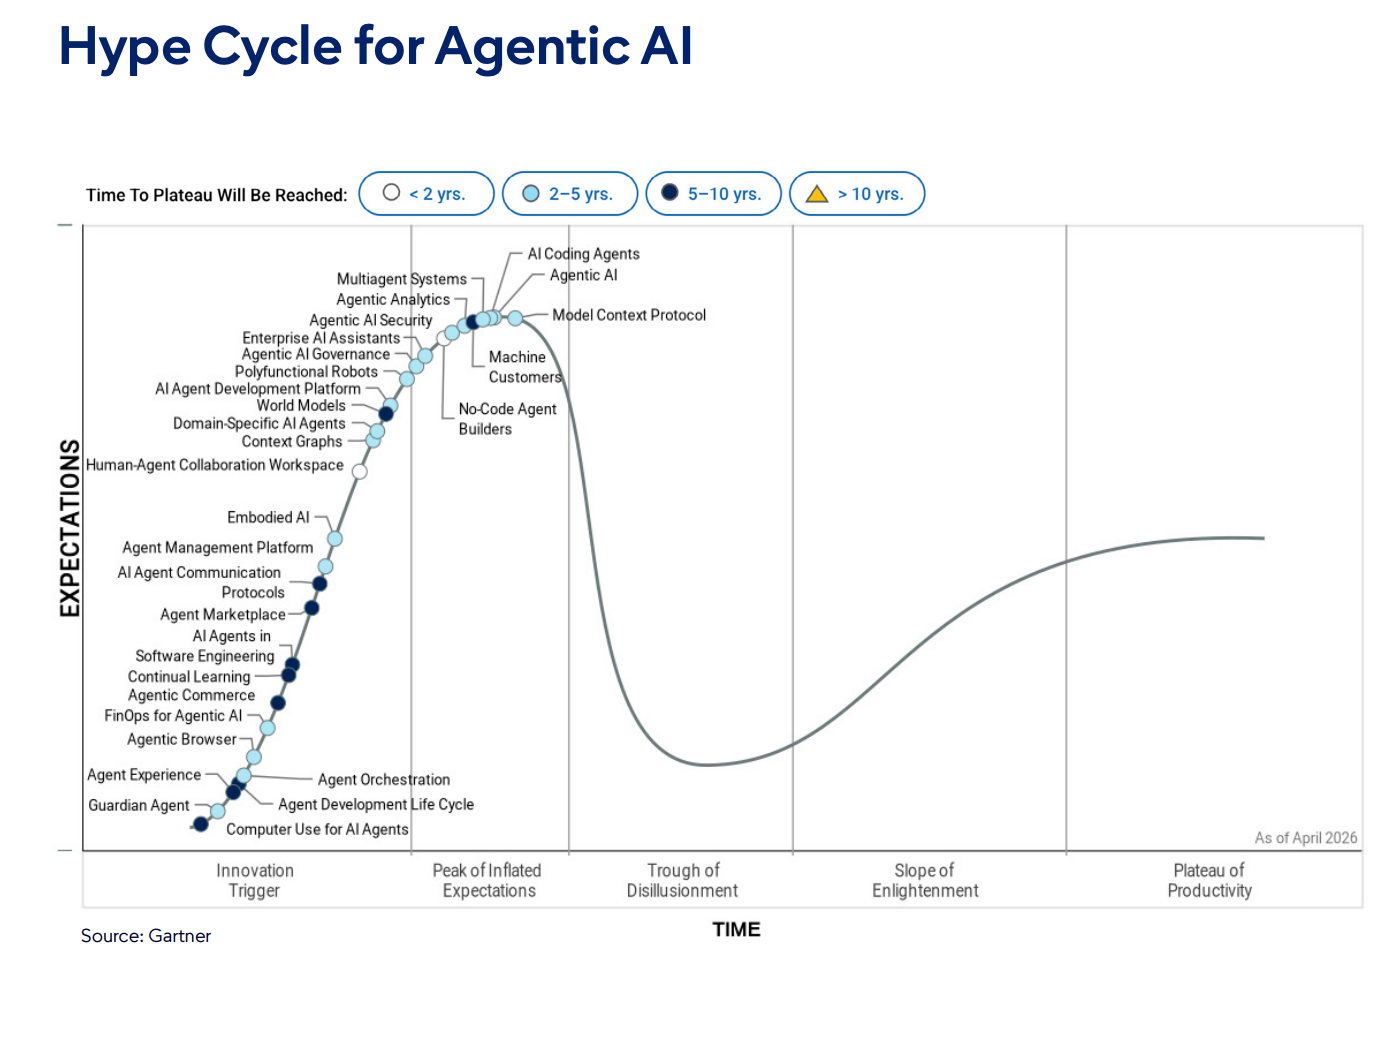 Hype Cycle for Agentic AI
Time To Plateau Will Be Reached:
< 2 yrs.
2–5 yrs.
5–10 yrs.
> 10 yrs.
EXPECTATIONS
AI Coding Agents
Agentic AI
Multiagent Systems
Agentic Analytics
Model Context Protocol
Agentic AI Security
Enterprise AI Assistants
Agentic AI Governance
Machine
Customers
Polyfunctional Robots
AI Agent Development Platform
World Models
No-Code Agent
Builders
Domain-Specific AI Agents
Context Graphs
Human-Agent Collaboration Workspace
Embodied AI
Agent Management Platform
AI Agent Communication
Protocols
Agent Marketplace
AI Agents in
Software Engineering
Continual Learning
Agentic Commerce
FinOps for Agentic AI
Agentic Browser
Agent Experience
Agent Orchestration
Guardian Agent
Agent Development Life Cycle
Computer Use for AI Agents
As of April 2026
Innovation
Trigger
Peak of Inflated
Expectations
Trough of
Disillusionment
Slope of
Enlightenment
Plateau of
Productivity
TIME
Source: Gartner